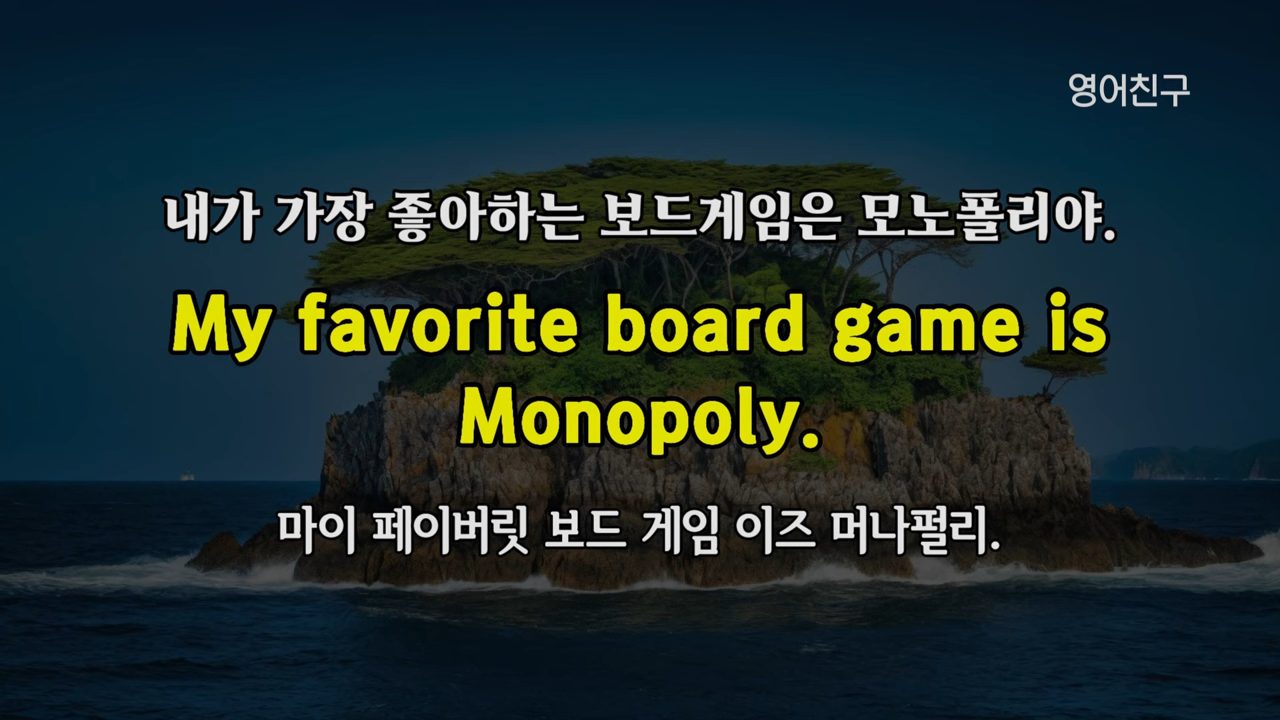 영어친구
내가 가장 좋아하는 보드게임은 모노폴리야.
My favorite board game is
Monopoly.
마이 페이버릿 보드 게임 이즈 머나펄리.